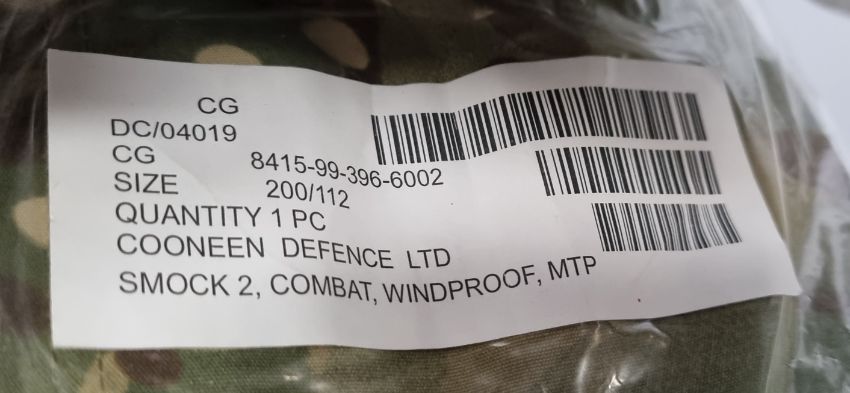 CG
DC/04019
CG 8415-99-396-6002
SIZE 200/112
QUANTITY 1 PC
COONEEN DEFENCE LTD
SMOCK 2, COMBAT, WINDPROOF, MTP